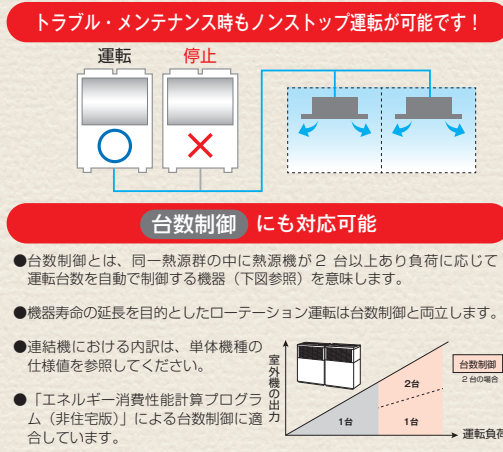 トラブル・メンテナンス時もノンストップ運転が可能です！
運転
停止
台数制御 にも対応可能
●台数制御とは、同一熱源群の中に熱源機が２ 台以上あり負荷に応じて
運転台数を自動で制御する機器（下図参照）を意味します。
●機器寿命の延長を目的としたローテーション運転は台数制御と両立します。
●連結機における内訳は、単体機種の
仕様値を参照してください。
●「エネルギー消費性能計算プログラ
ム（非住宅版）」による台数制御に適
合しています。
室外機の出力
2台
1台
1台
台数制御
2 台の場合
運転負荷